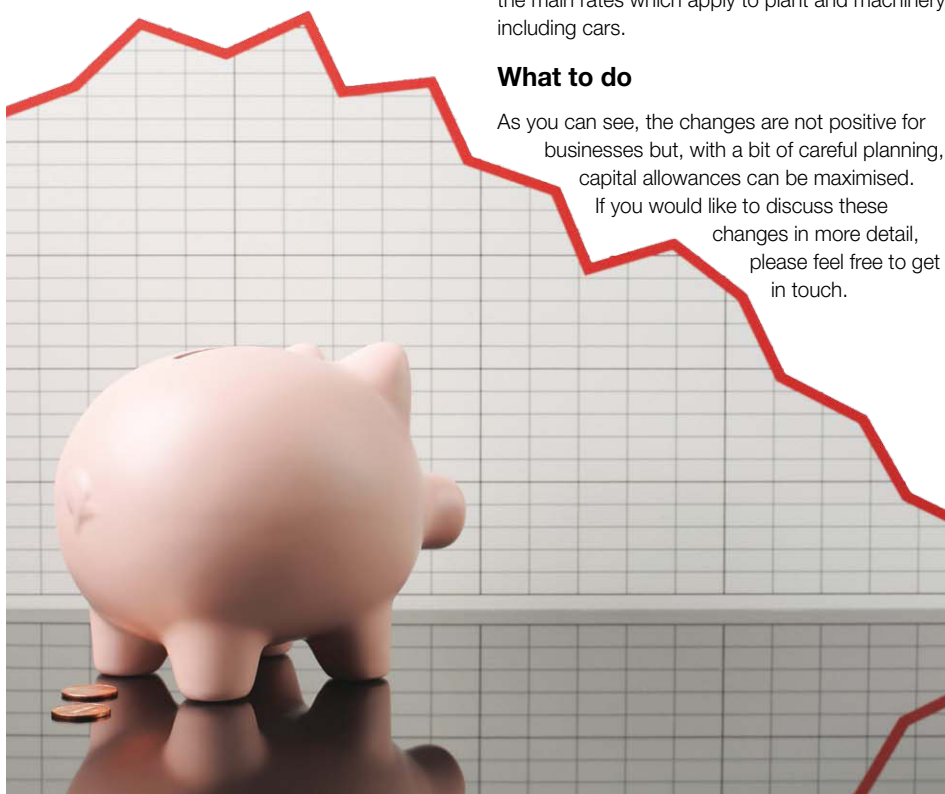 the main rates which apply to plant and machinery
including cars.
What to do
As you can see, the changes are not positive for
businesses but, with a bit of careful planning,
capital allowances can be maximised.
If you would like to discuss these
changes in more detail,
please feel free to get
in touch.